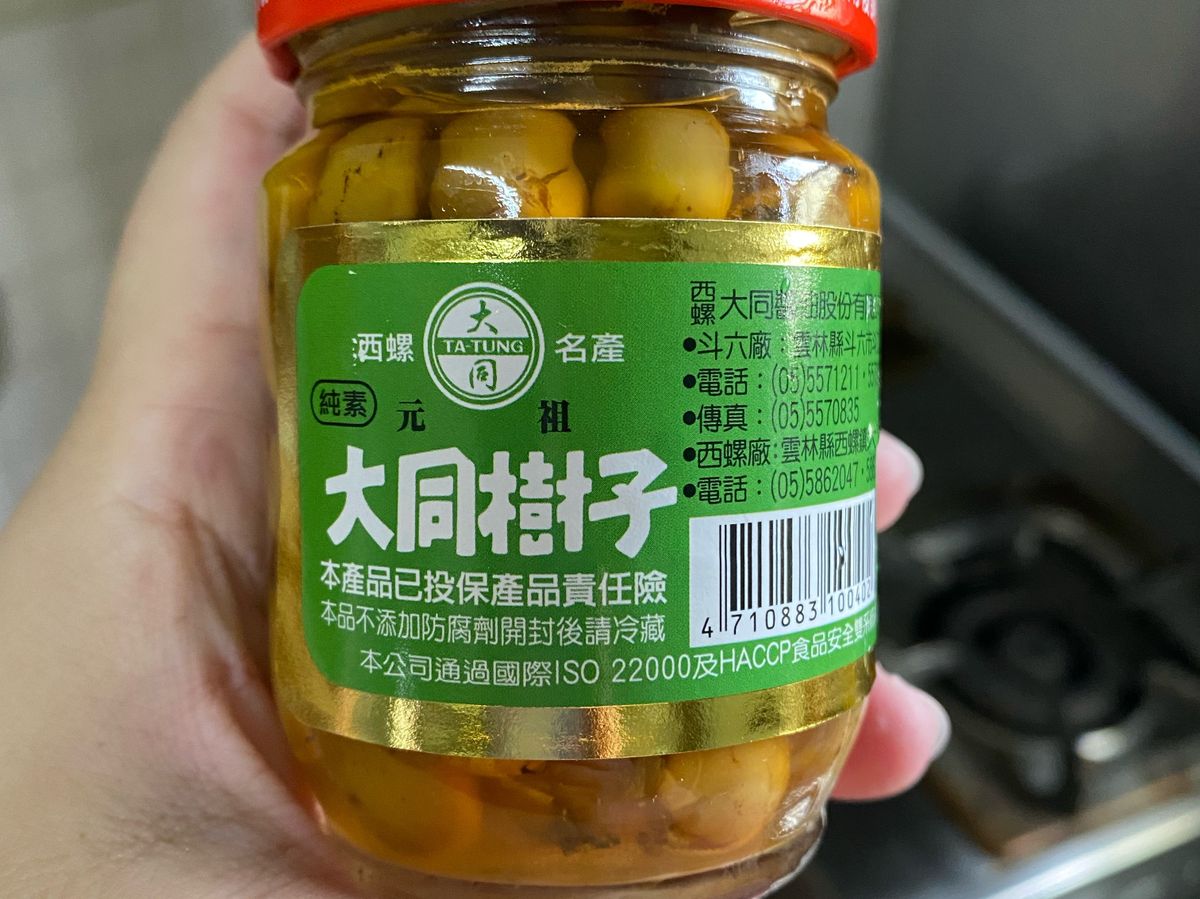 西螺 大 TA-TUNG 同 名產
純素 元祖
大同樹子
本產品已投保產品責任險
本品不添加防腐劑開封後請冷藏
本公司通過國際ISO 22000及HACCP食品安全雙
西螺大同醬油股份有限
●斗六廠：雲林縣斗六市
●電話：(05)5571211·
●傳真：(05)5570835
●西螺廠:雲林縣西螺鎮
●電話：(05)5862047·
4 710883 100402